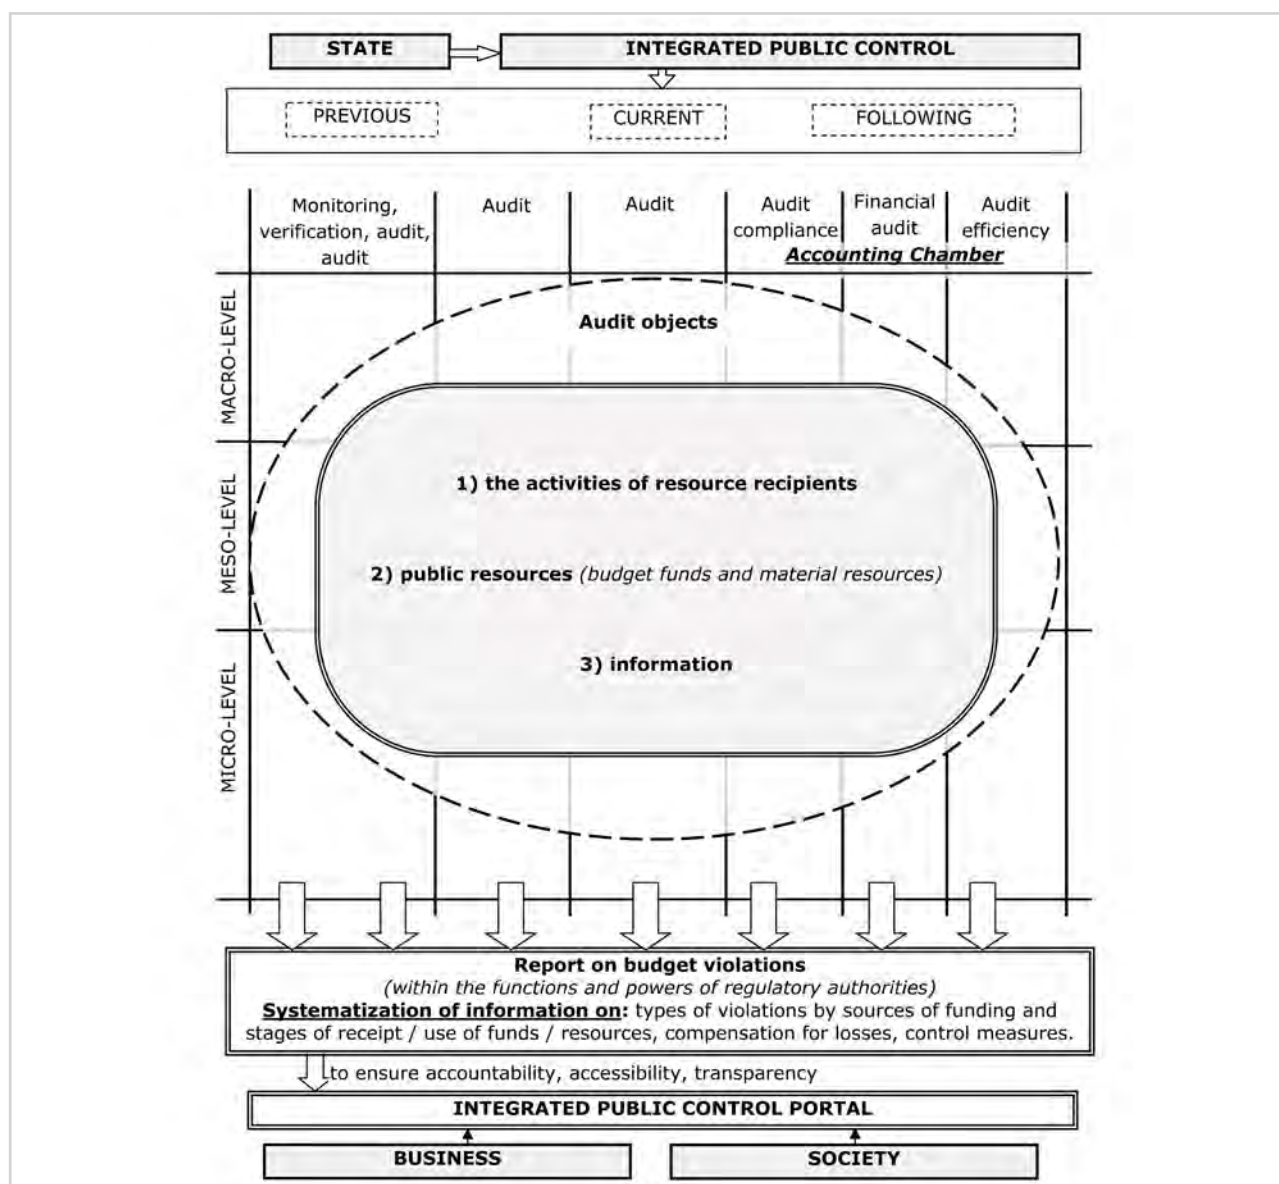 STATE
INTEGRATED PUBLIC CONTROL
PREVIOUS
CURRENT
FOLLOWING
Monitoring,
verification, audit,
audit
Audit
Audit
Audit
compliance
Financial
audit
Audit
efficiency
Accounting Chamber
MACRO-LEVEL
MESO-LEVEL
MICRO-LEVEL
Audit objects
1) the activities of resource recipients
2) public resources (budget funds and material resources)
3) information
Report on budget violations
(within the functions and powers of regulatory authorities)
Systematization of information on: types of violations by sources of funding and
stages of receipt / use of funds / resources, compensation for losses, control measures.
to ensure accountability, accessibility, transparency
INTEGRATED PUBLIC CONTROL PORTAL
BUSINESS
SOCIETY